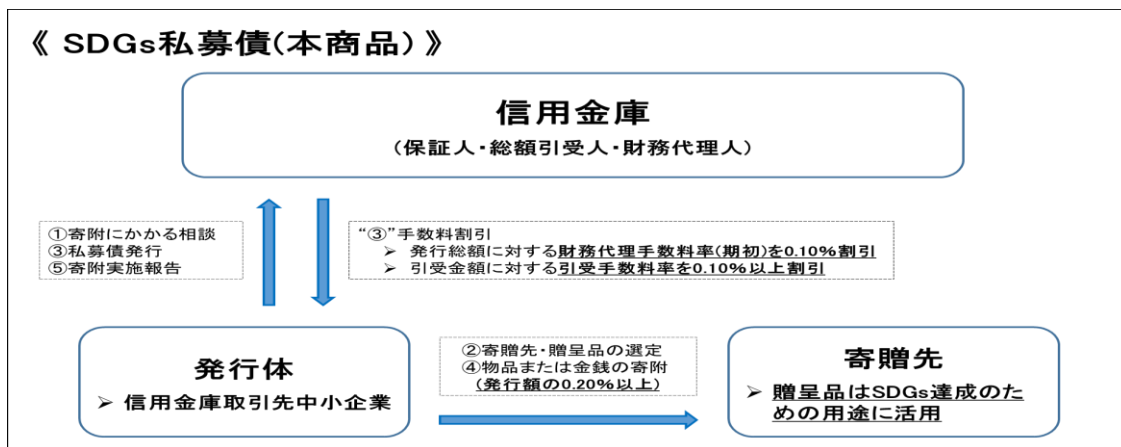 《 SDGs私募債(本商品) 》
信用金庫
(保証人・総額引受人・財務代理人)
①寄附にかかる相談
③私募債発行
⑤寄附実施報告
“③”手数料割引
➢ 発行総額に対する財務代理手数料率(期初)を0.10%割引
➢ 引受金額に対する引受手数料率を0.10%以上割引
発行体
➢ 信用金庫取引先中小企業
②寄贈先・贈呈品の選定
④物品または金銭の寄附
(発行額の0.20%以上)
寄贈先
➢ 贈呈品はSDGs達成のた
めの用途に活用